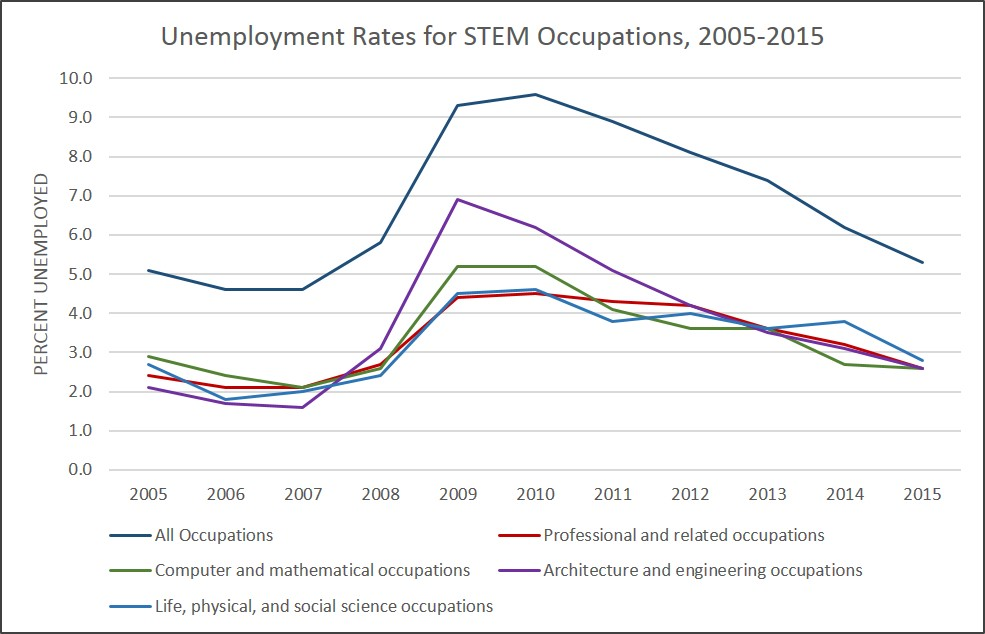 Unemployment Rates for STEM Occupations, 2005-2015
PERCENT UNEMPLOYED
10.0
9.0
8.0
7.0
6.0
5.0
4.0
3.0
2.0
1.0
0.0
2005 2006 2007 2008 2009 2010 2011 2012 2013 2014 2015
All Occupations
Professional and related occupations
Computer and mathematical occupations
Architecture and engineering occupations
Life, physical, and social science occupations